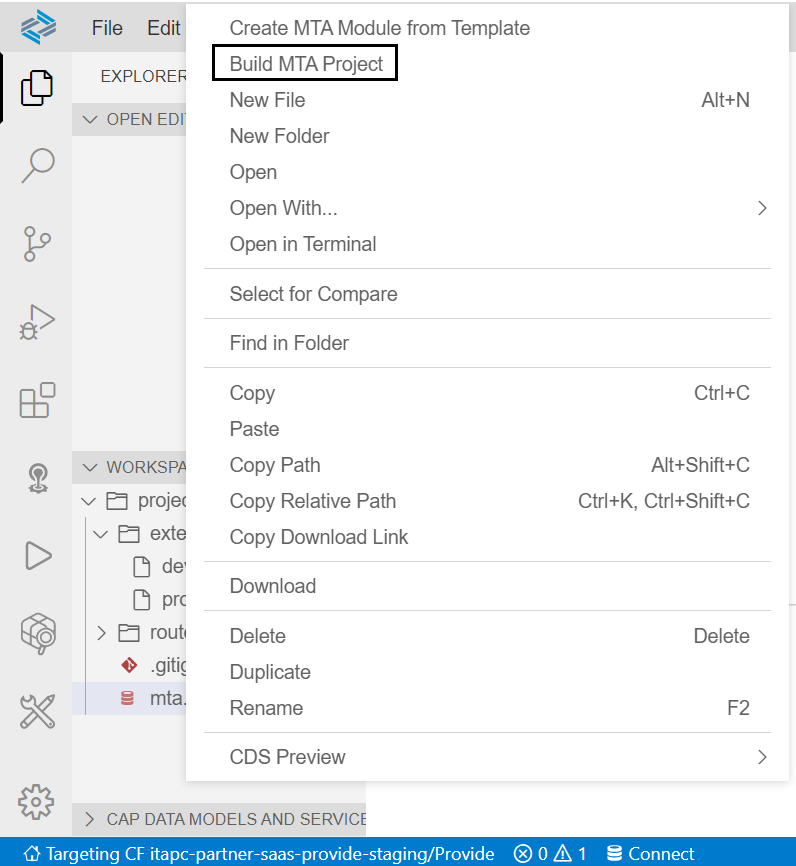 File Edit
EXPLORER
OPEN EDI
WORKSPA
projec
exte
dev
pro
route
.gitig
mta.
CAP DATA MODELS AND SERVICE
Create MTA Module from Template
Build MTA Project
New File Alt+N
New Folder
Open
Open With...
Open in Terminal
Select for Compare
Find in Folder
Copy Ctrl+C
Paste
Copy Path Alt+Shift+C
Copy Relative Path Ctrl+K, Ctrl+Shift+C
Copy Download Link
Download
Delete Delete
Duplicate
Rename F2
CDS Preview
Targeting CF itapc-partner-saas-provide-staging/Provide 0 1 Connect